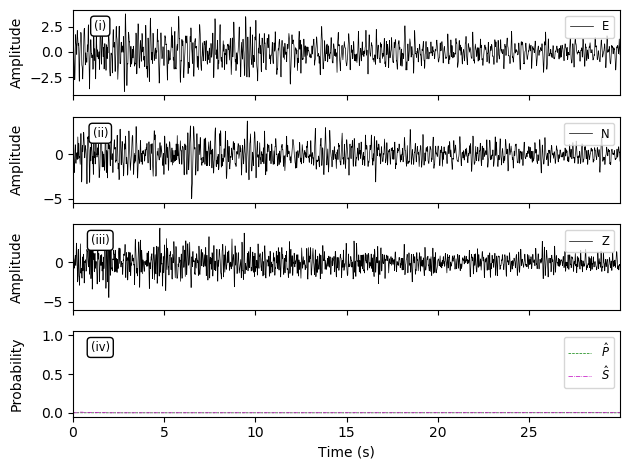 Amplitude
2.5
0.0
−2.5
(i)
E
Amplitude
0
−5
(ii)
N
Amplitude
0
−5
(iii)
Z
Probability
1.0
0.5
0.0
(iv)
P̂
Ŝ
0 5 10 15 20 25
Time (s)